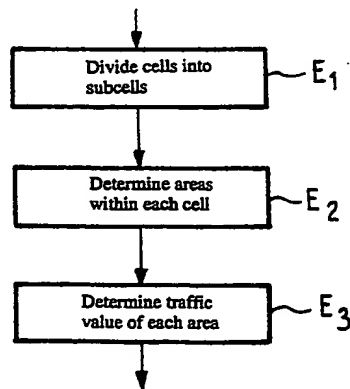 Divide cells into
subcells
E1
Determine areas
within each cell
E2
Determine traffic
value of each area
E3